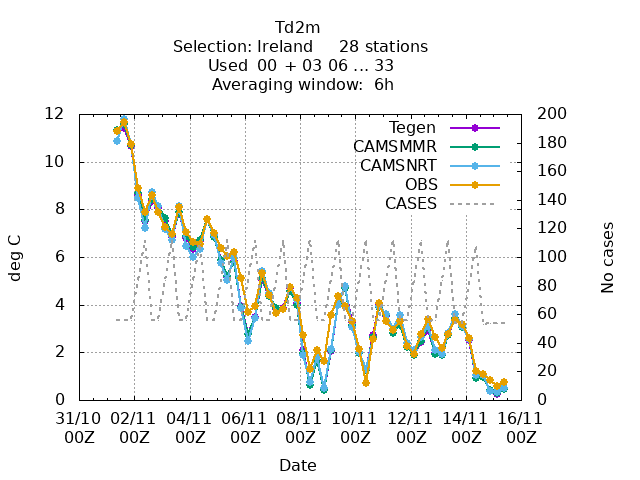 Td2m
Selection: Ireland 28 stations
Used 00 + 03 06 ... 33
Averaging window: 6h
12
10
8
6
4
2
0
deg C
200
180
160
140
120
100
80
60
40
20
0
No cases
Tegen
CAMSMMR
CAMSNRT
OBS
CASES
31/10 02/11 04/11 06/11 08/11 10/11 12/11 14/11 16/11
00Z 00Z 00Z 00Z 00Z 00Z 00Z 00Z 00Z
Date